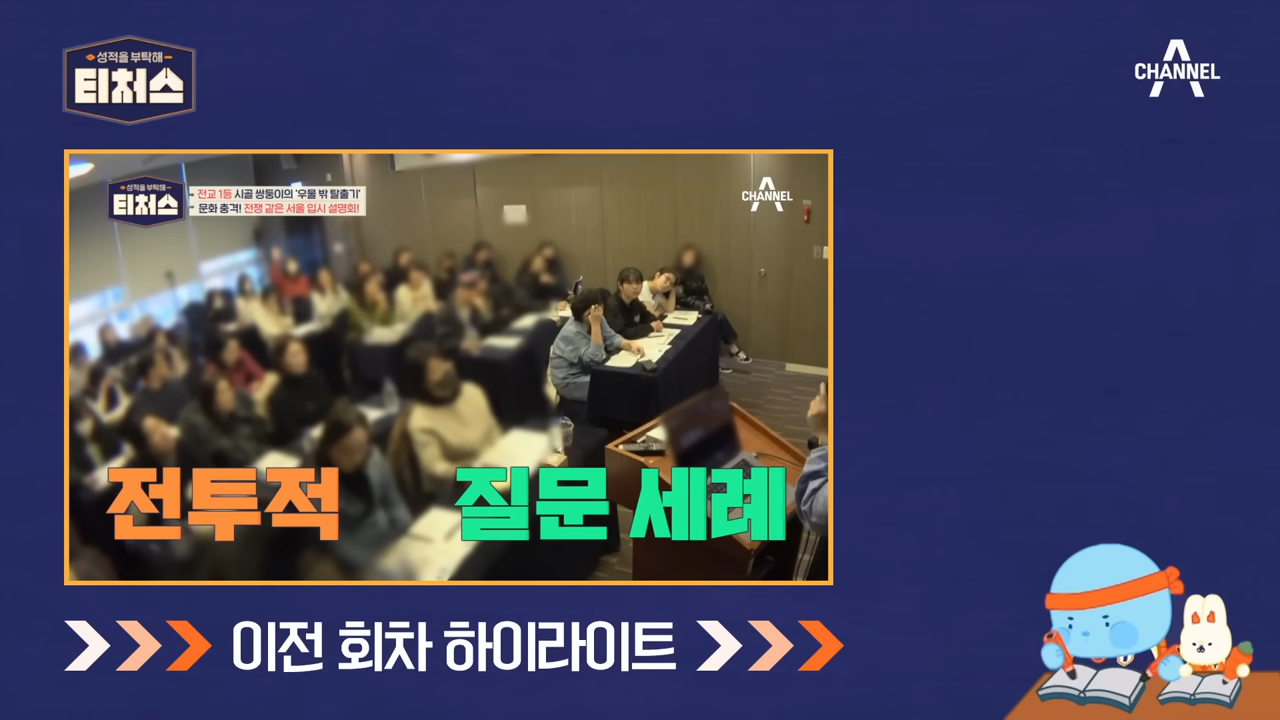 성적을 부탁해
티처스
CHANNEL A
성적을 부탁해
티처스
전교 1등 시골 쌍둥이의 '우물 밖 탈출기'
문화 충격! 전쟁 같은 서울 입시 설명회!
CHANNEL A
전투적 질문 세례
이전 회차 하이라이트